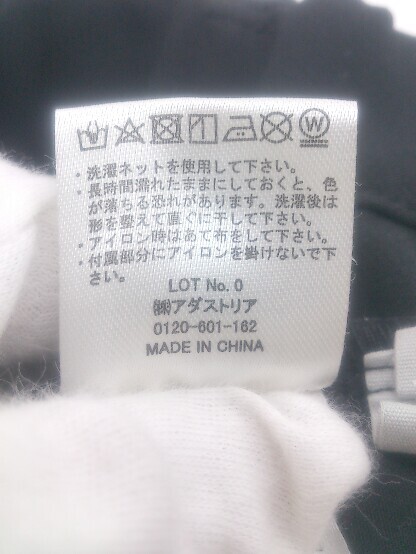 W
・洗濯ネットを使用して下さい。
・長時間濡れたままにしておくと、色
が落ちる恐れがあります。洗濯後は
形を整えて直ぐに干して下さい。
・アイロン時はあて布をして下さい。
・付属部分にアイロンを掛けないで下
さい。
LOT No. 0
㈱アダストリア
0120-601-162
MADE IN CHINA